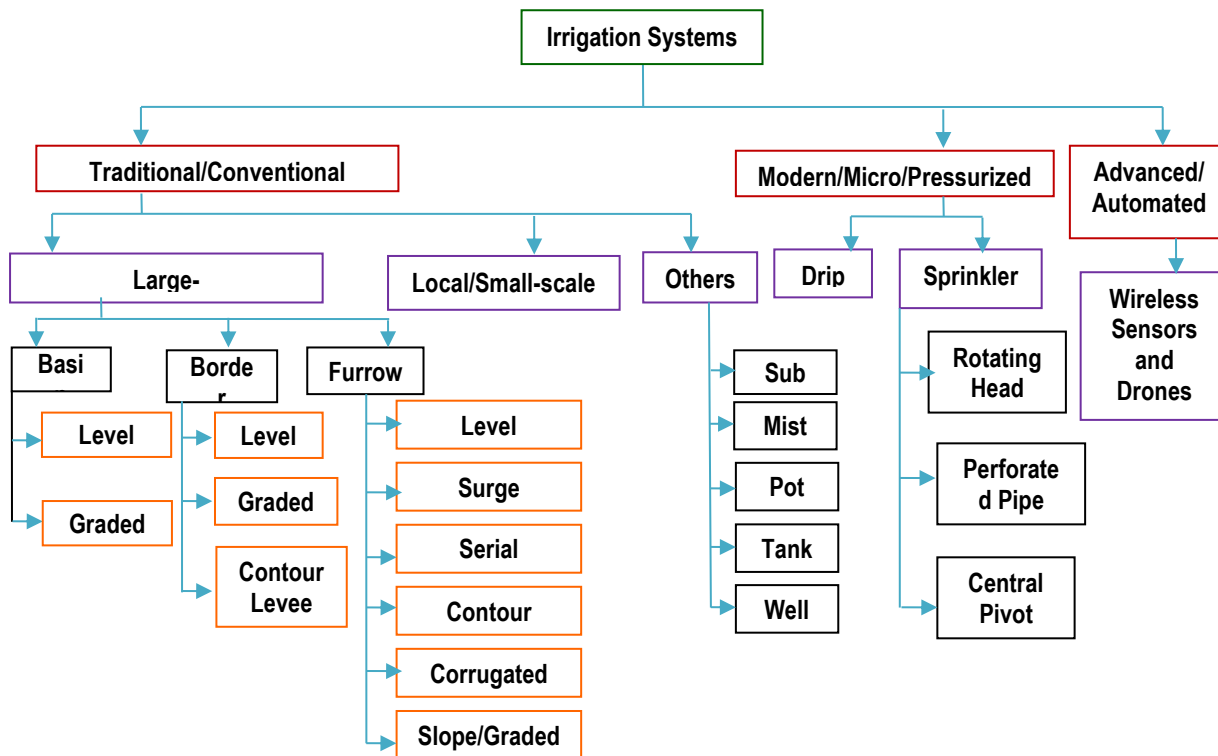 Irrigation Systems
Traditional/Conventional
Modern/Micro/Pressurized
Advanced/
Automated
Large-
Local/Small-scale
Others
Drip
Sprinkler
Wireless
Sensors
and
Drones
Basi
Borde
r
Furrow
Level
Graded
Level
Graded
Contour
Levee
Level
Surge
Serial
Contour
Corrugated
Slope/Graded
Sub
Mist
Pot
Tank
Well
Rotating
Head
Perforate
d Pipe
Central
Pivot